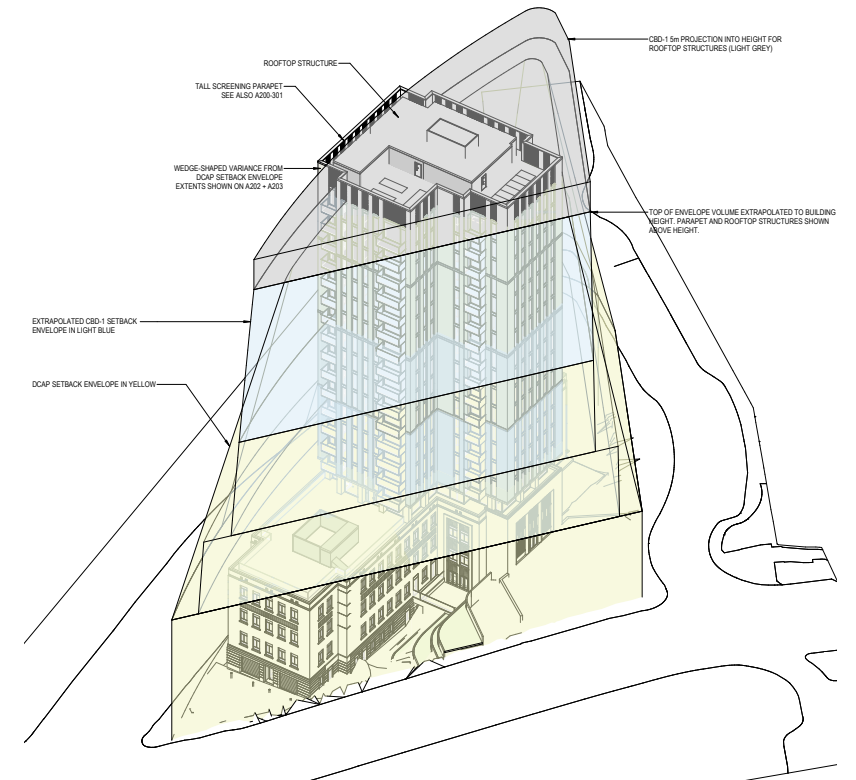 CBD-1 5m PROJECTION INTO HEIGHT FOR
ROOFTOP STRUCTURES (LIGHT GREY)
ROOFTOP STRUCTURE
TALL SCREENING PARAPET
SEE ALSO A200-301
WEDGE-SHAPED VARIANCE FROM
DCAP SETBACK ENVELOPE
EXTENTS SHOWN ON A202 + A203
TOP OF ENVELOPE VOLUME EXTRAPOLATED TO BUILDING
HEIGHT. PARAPET AND ROOFTOP STRUCTURES SHOWN
ABOVE HEIGHT.
EXTRAPOLATED CBD-1 SETBACK
ENVELOPE IN LIGHT BLUE
DCAP SETBACK ENVELOPE IN YELLOW